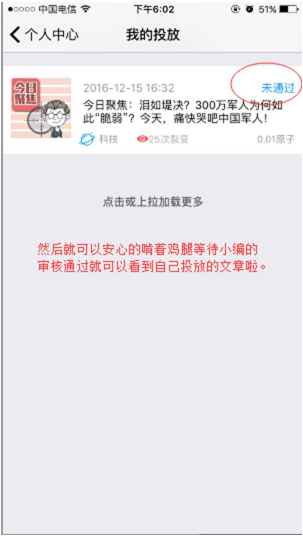 中国电信 下午6:02 51%
个人中心 我的投放
今日聚焦
2016-12-15 16:32 未通过
今日聚焦：泪如堤决？300万军人为何如
此“脆弱”？今天，痛快哭吧中国军人！
科技 25次裂变 0.01原子
点击或上拉加载更多
然后就可以安心的啃着鸡腿等待小编的
审核通过就可以看到自己投放的文章啦。